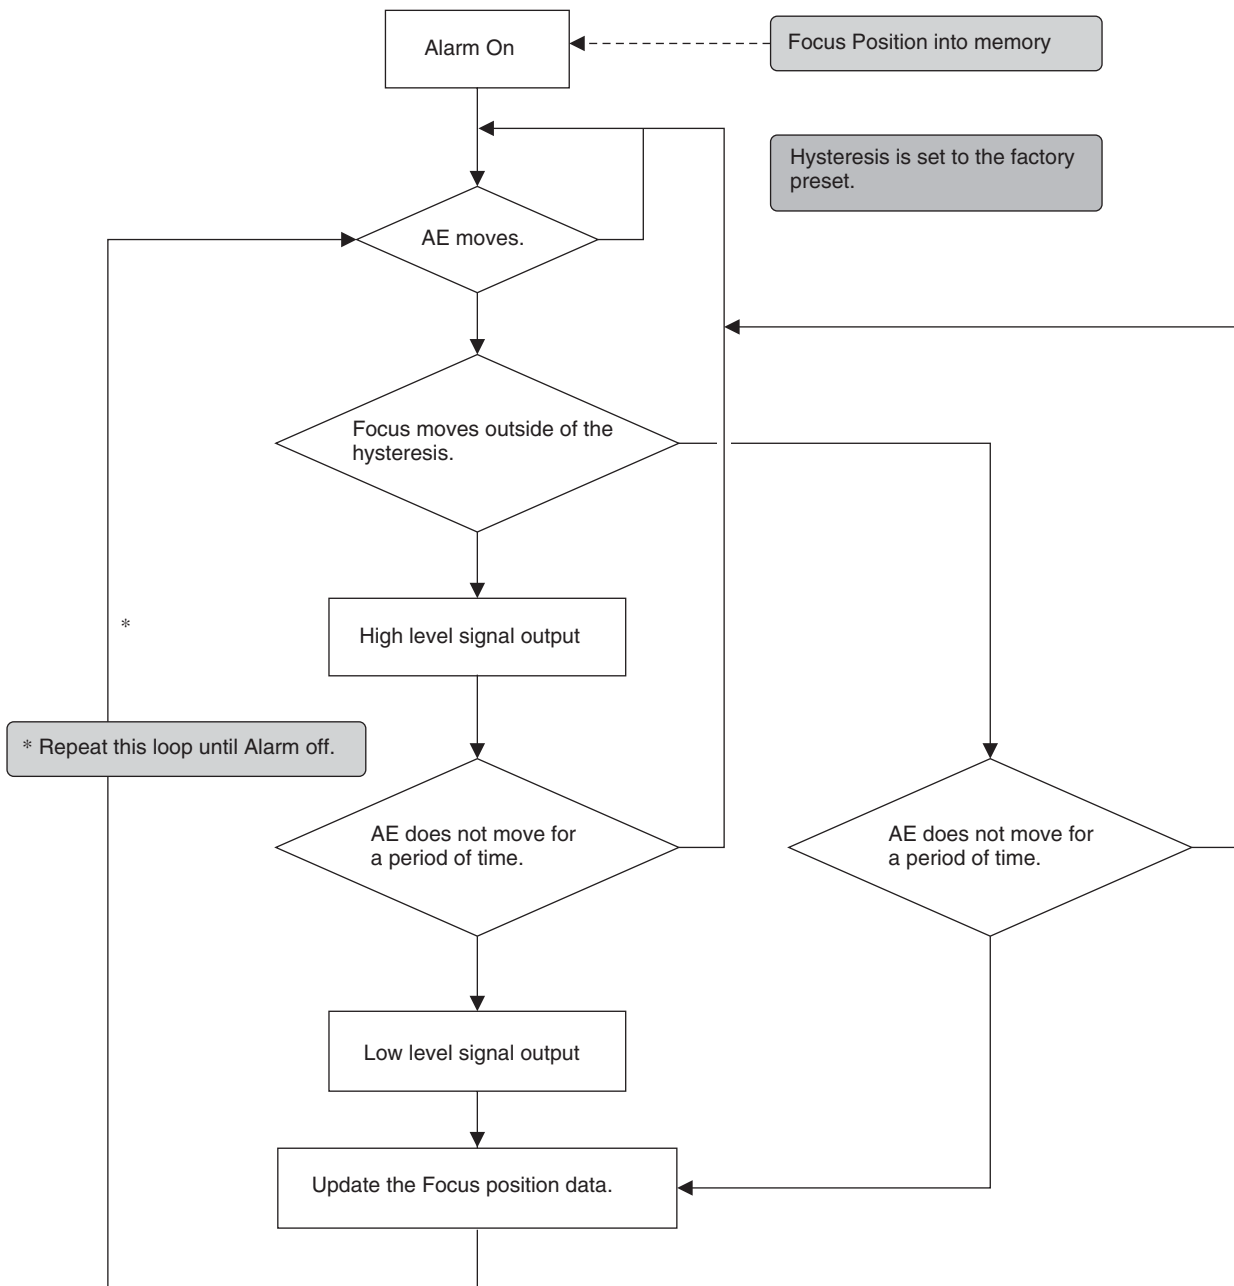 Alarm On
Focus Position into memory
Hysteresis is set to the factory
preset.
AE moves.
Focus moves outside of the
hysteresis.
High level signal output
*
* Repeat this loop until Alarm off.
AE does not move for
a period of time.
AE does not move for
a period of time.
Low level signal output
Update the Focus position data.